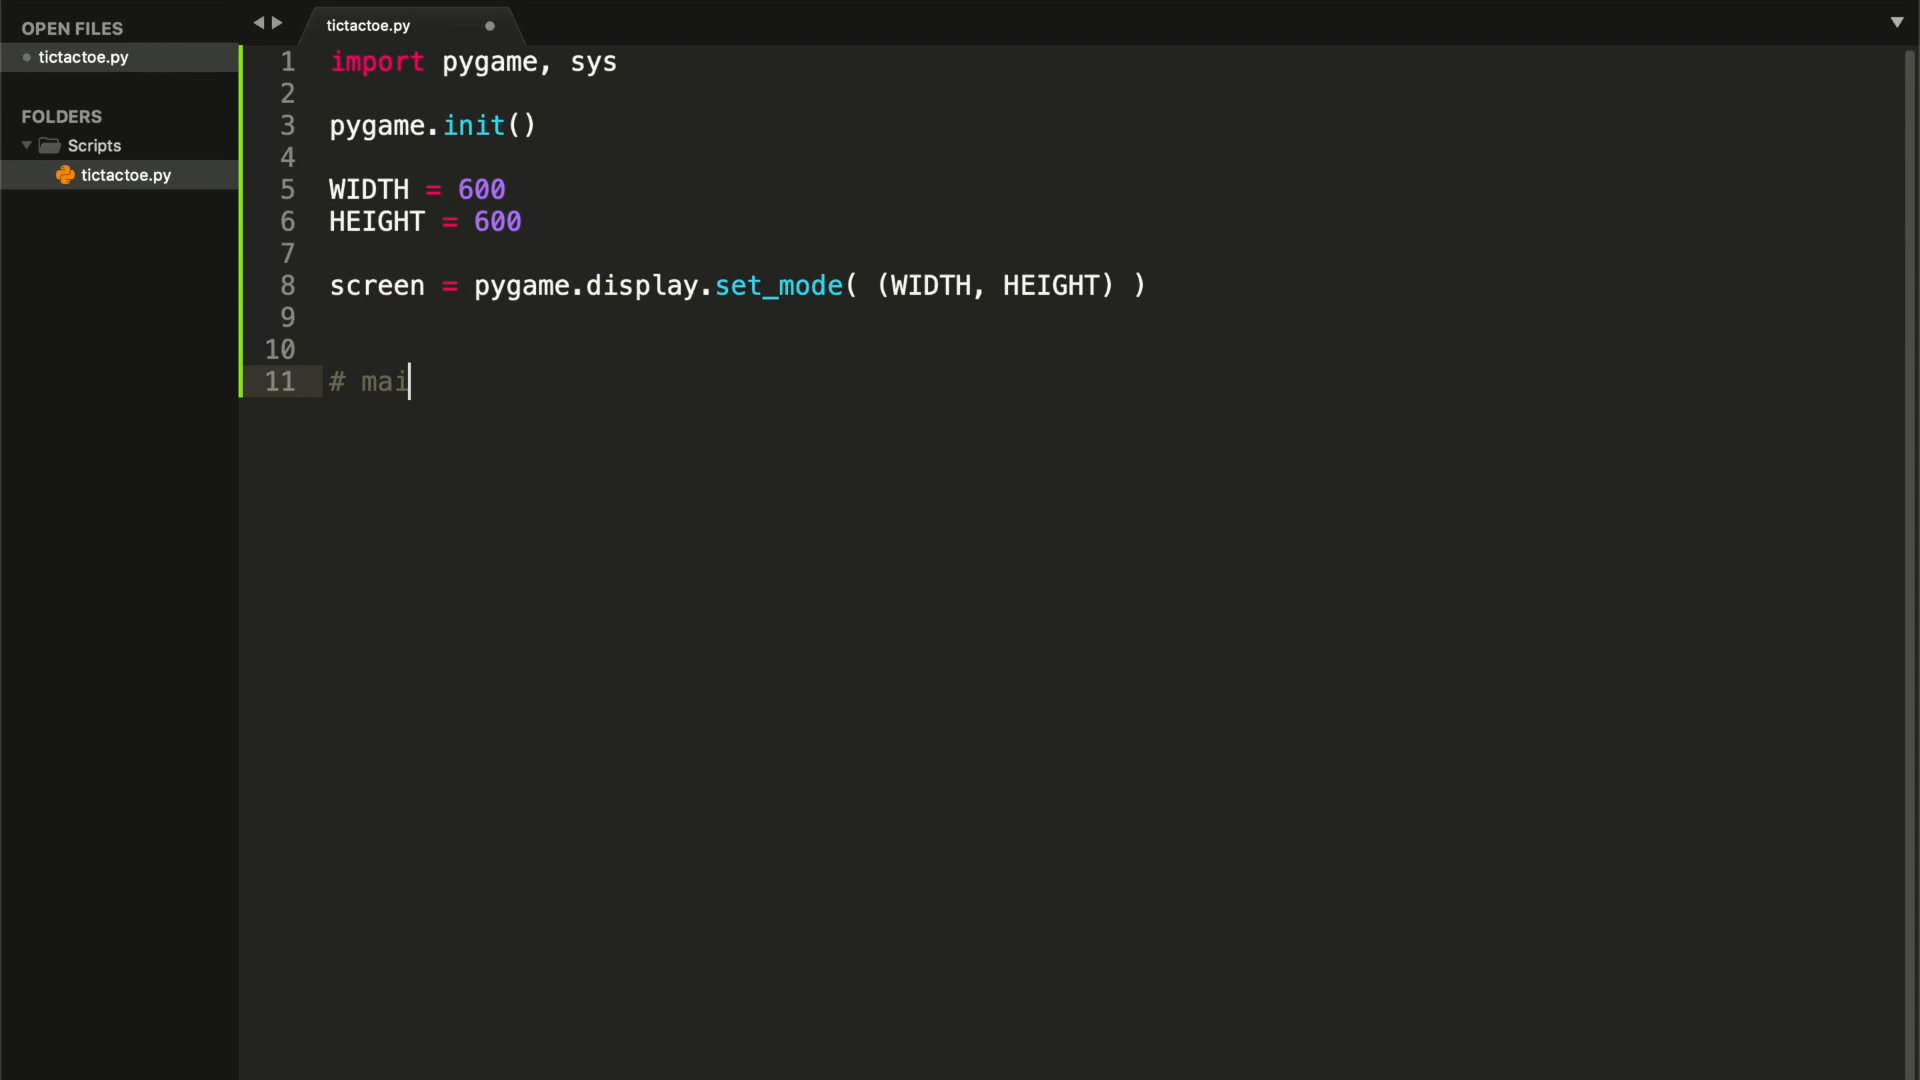 OPEN FILES
tictactoe.py
FOLDERS
Scripts
tictactoe.py
tictactoe.py
1 import pygame, sys
2
3 pygame.init()
4
5 WIDTH = 600
6 HEIGHT = 600
7
8 screen = pygame.display.set_mode( (WIDTH, HEIGHT) )
9
10
11 # mai